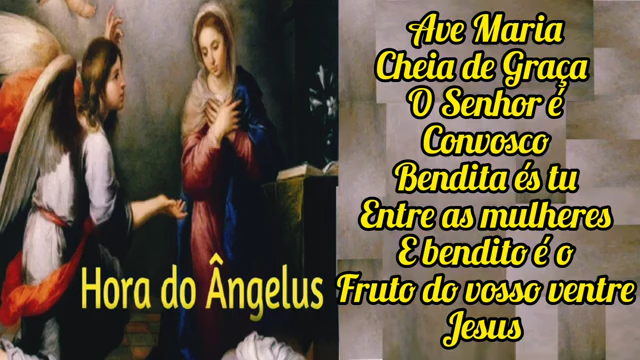 Hora do Ângelus
Ave Maria
Cheia de Graça
O Senhor é
Convosco
Bendita és tu
Entre as mulheres
E bendito é o
Fruto do vosso ventre
Jesus